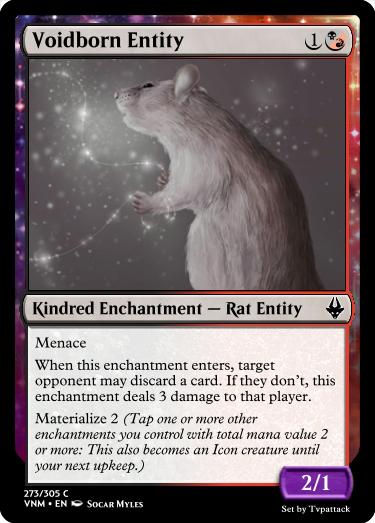 Voidborn Entity 1
Kindred Enchantment — Rat Entity
Menace
When this enchantment enters, target
opponent may discard a card. If they don't, this
enchantment deals 3 damage to that player.
Materialize 2 (Tap one or more other
enchantments you control with total mana value 2
or more: This also becomes an Icon creature until
your next upkeep.)
2/1
273/305 C
VNM • EN Socar Myles
Set by Tvpattack